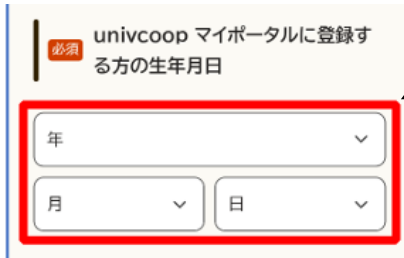 必須
univcoop マイポータルに登録す
る方の生年月日
年
月
日